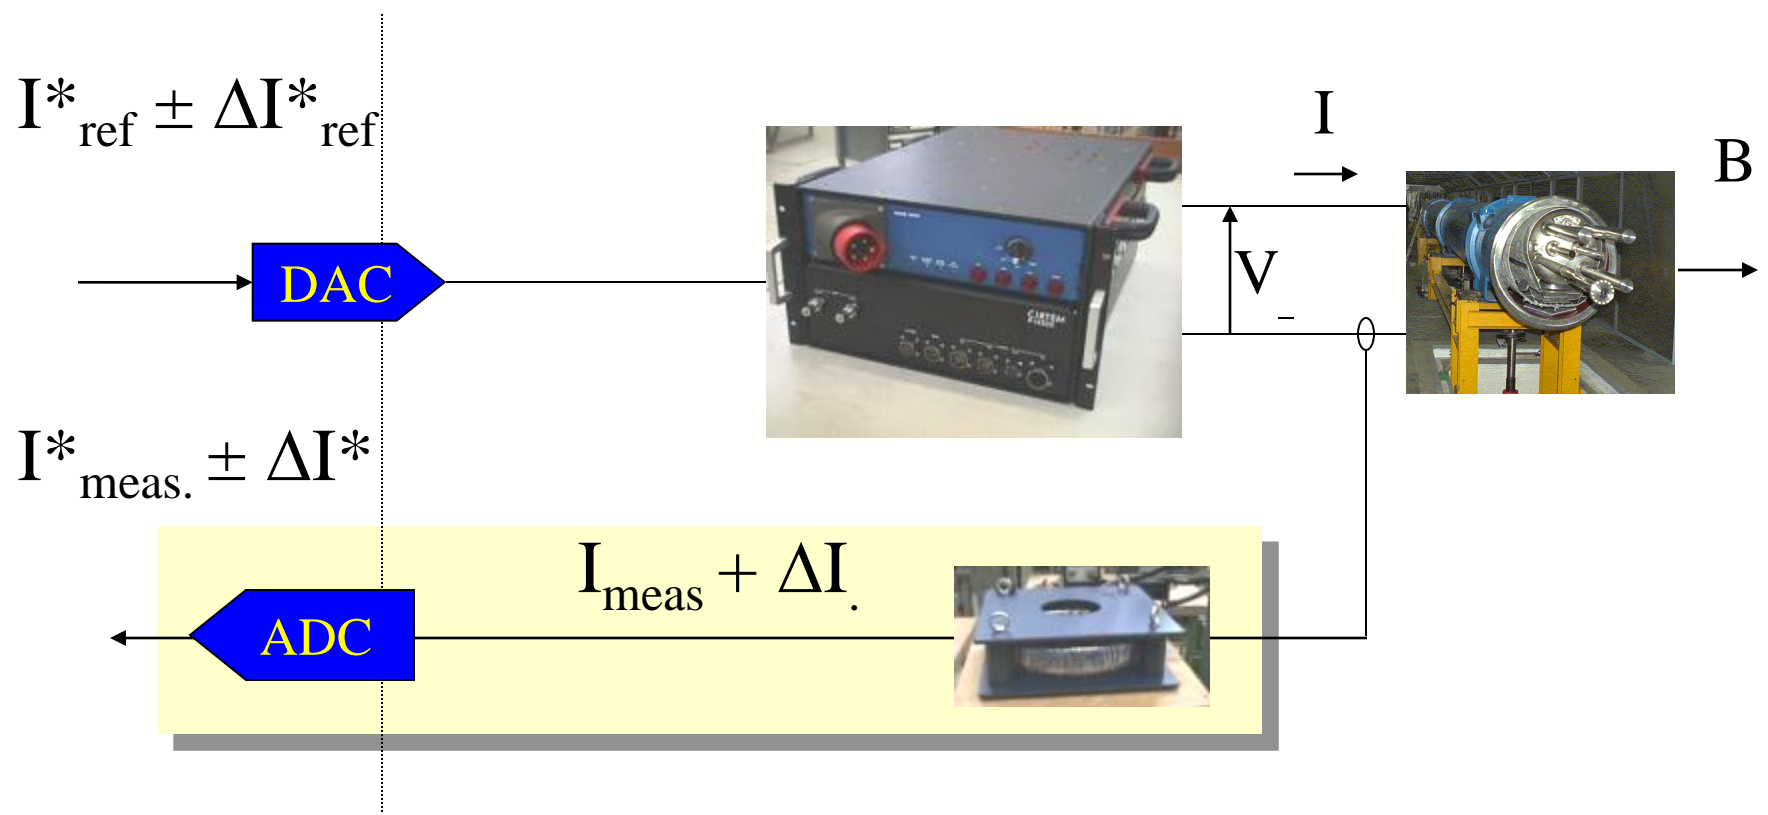 I*ref ± ΔI*ref
I
B
DAC
V
I*meas. ± ΔI*
Imeas + ΔI.
ADC